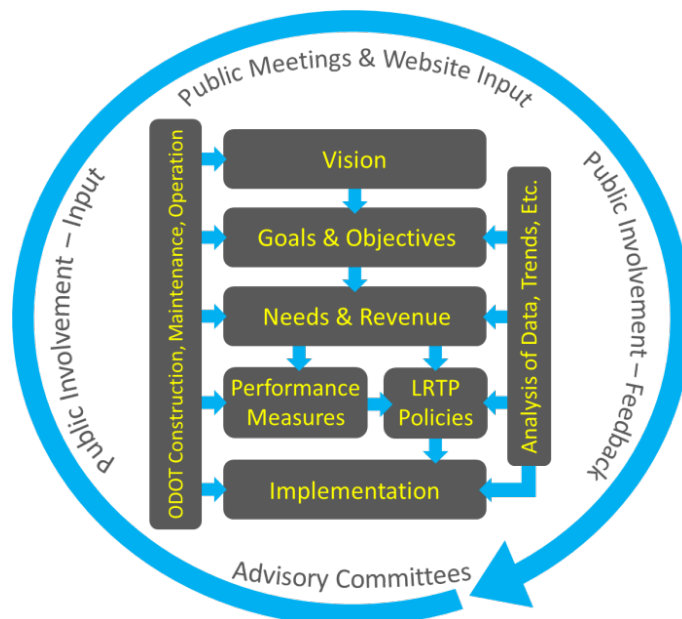 Public Meetings & Website Input
Public Involvement – Input
ODOT Construction, Maintenance, Operation
Vision
Goals & Objectives
Needs & Revenue
Performance
Measures
LRTP
Policies
Implementation
Analysis of Data, Trends, Etc.
Public Involvement – Feedback
Advisory Committees